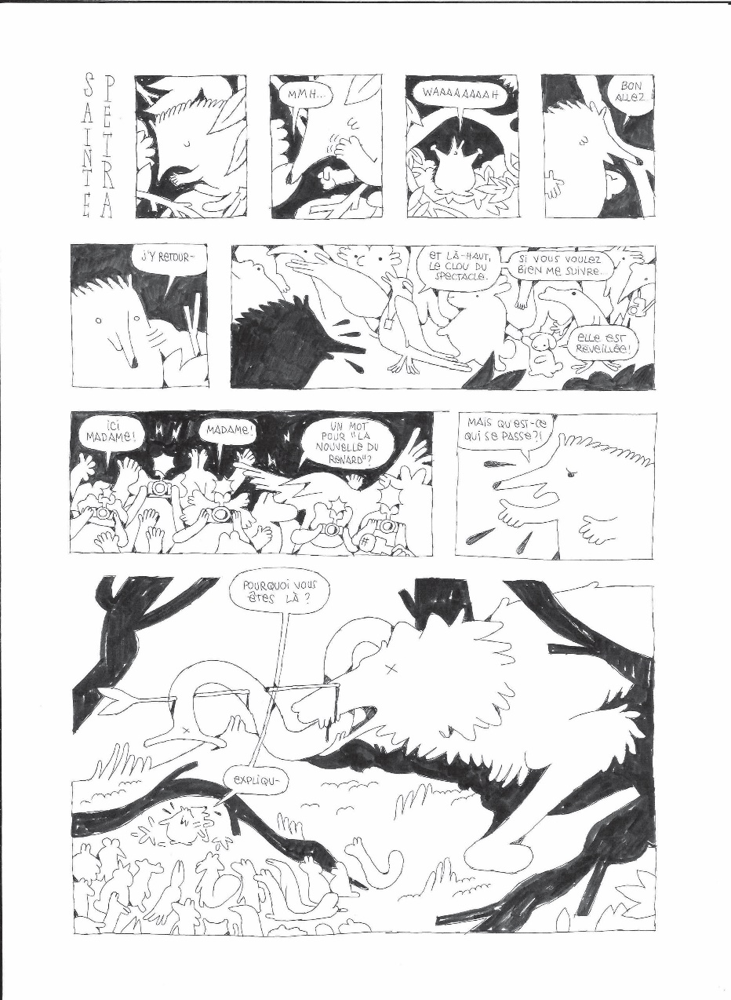 SAINTE
PETRA
MMH...
WAAAAAAAH
BON
ALLEZ.
J'Y RETOUR-
ET LÀ-HAUT,
LE CLOU DU
SPECTACLE.
SI VOUS VOULEZ
BIEN ME SUIVRE...
ELLE EST
REVEILLÉE!
ICI
MADAME!
MADAME!
UN MOT
POUR "LA
NOUVELLE DU
RENARD"?
MAIS QU'EST-CE
QUI SE PASSE?!
POURQUOI VOUS
ÊTES LÀ?
EXPLIQU-